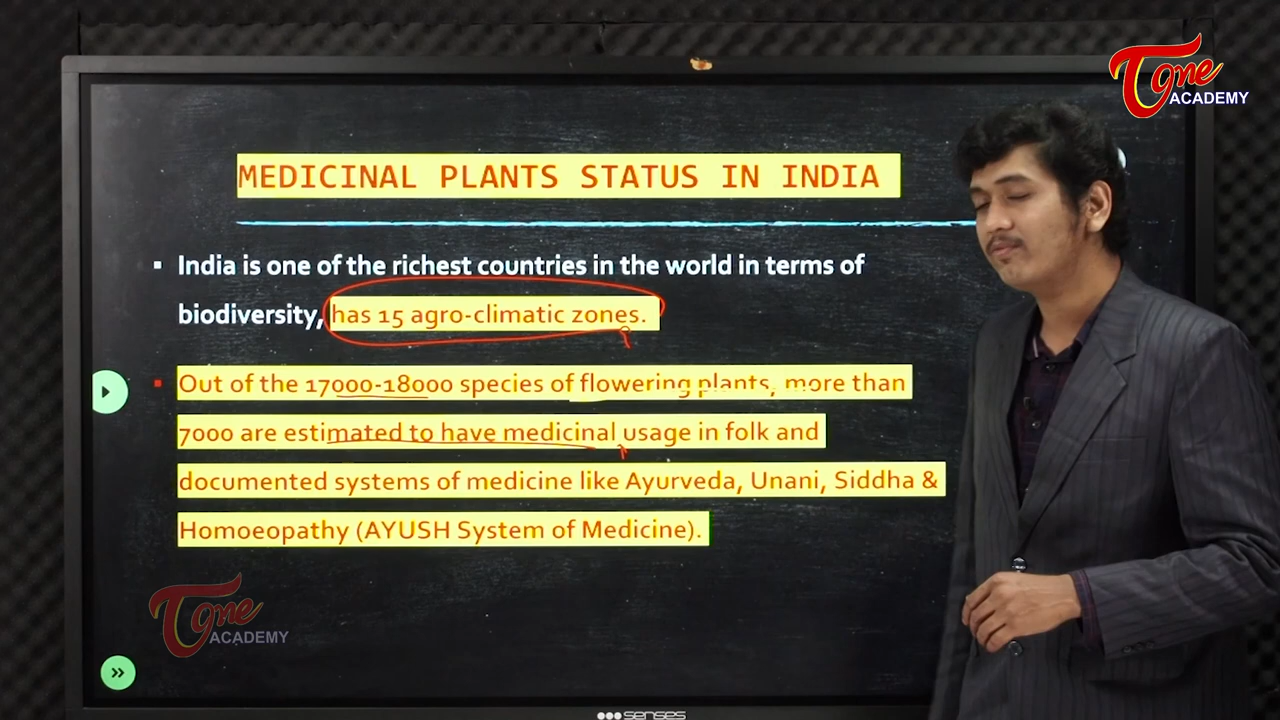 Tone
ACADEMY
MEDICINAL PLANTS STATUS IN INDIA
▪ India is one of the richest countries in the world in terms of
biodiversity, has 15 agro-climatic zones.
▪ Out of the 17000-18000 species of flowering plants, more than
7000 are estimated to have medicinal usage in folk and
documented systems of medicine like Ayurveda, Unani, Siddha &
Homoeopathy (AYUSH System of Medicine).
Tone
ACADEMY
senses